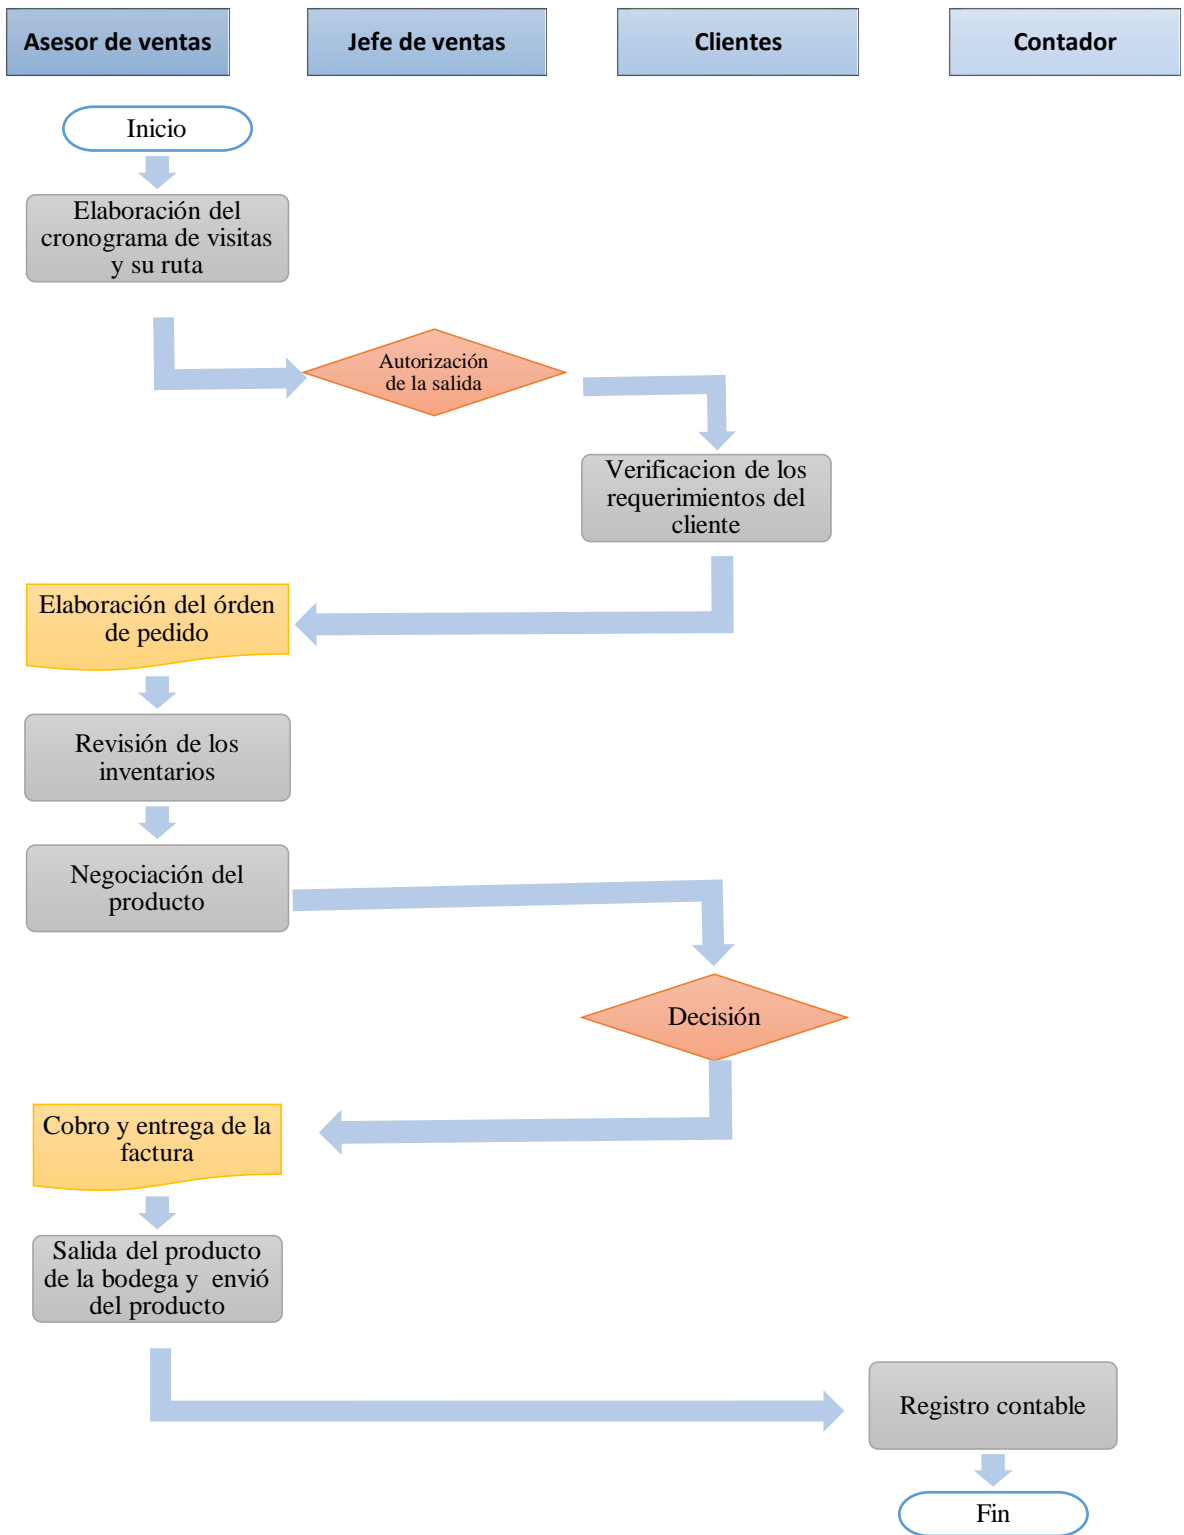 Asesor de ventas
Jefe de ventas
Clientes
Contador
Inicio
Elaboración del
cronograma de visitas
y su ruta
Autorización
de la salida
Verificacion de los
requerimientos del
cliente
Elaboración del órden
de pedido
Revisión de los
inventarios
Negociación del
producto
Decisión
Cobro y entrega de la
factura
Salida del producto
de la bodega y envió
del producto
Registro contable
Fin